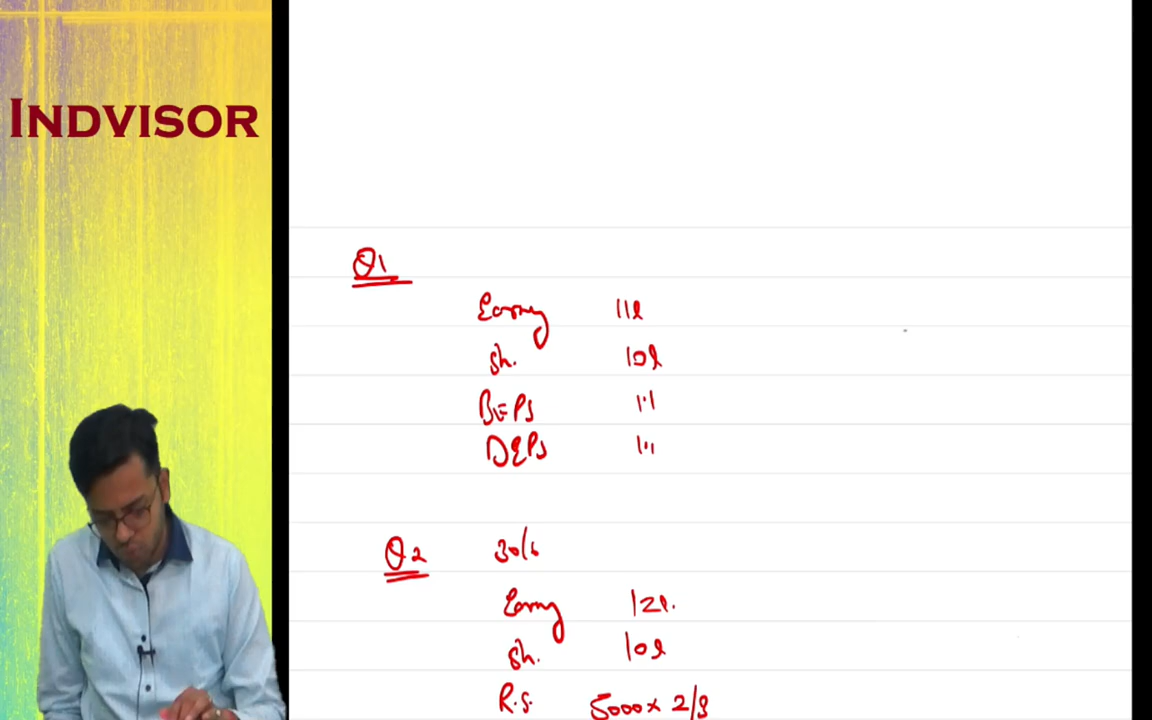 INDVISOR
Q1
Earning 11l
Sh. 10l
BEPS 1.1
DEPS 1.1
Q2 30/6
Earning 12l.
Sh. 10l
R.S. 5000 x 2/3